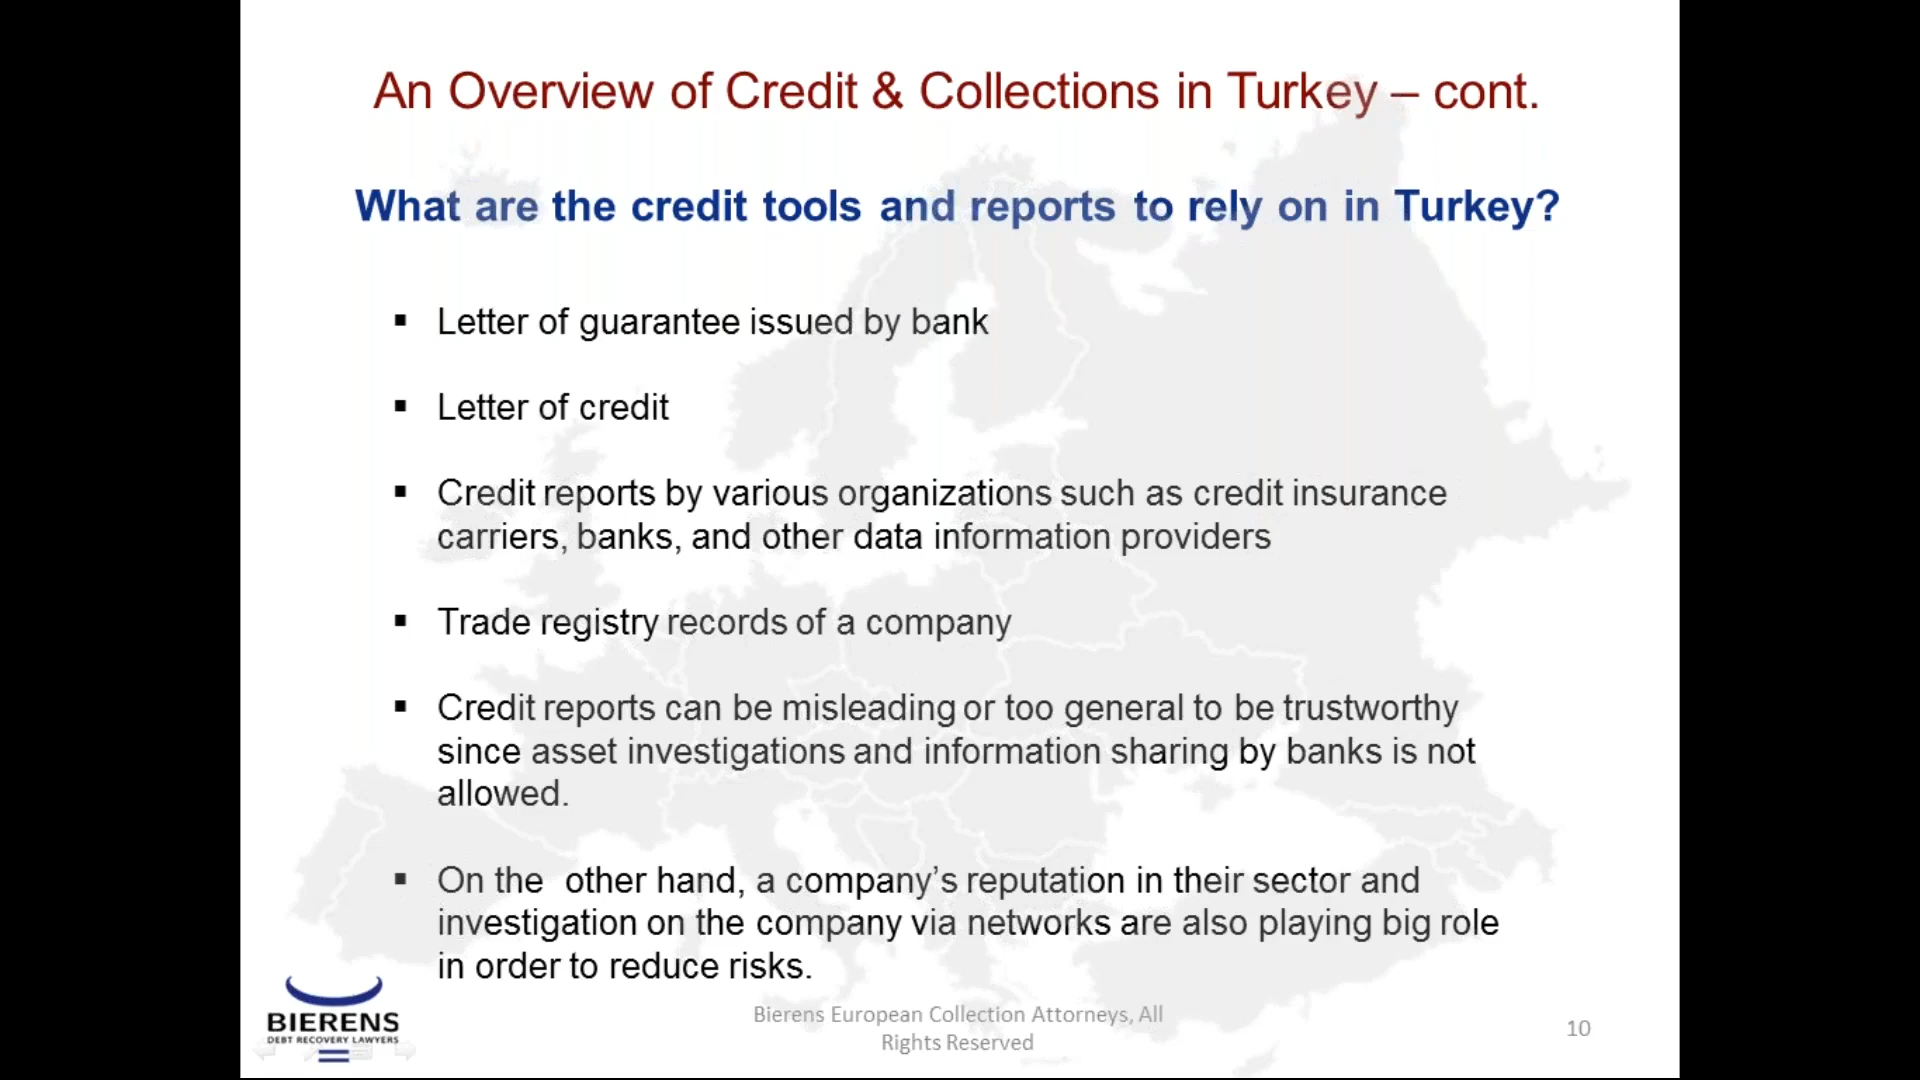 An Overview of Credit & Collections in Turkey – cont.
What are the credit tools and reports to rely on in Turkey?
▪ Letter of guarantee issued by bank
▪ Letter of credit
▪ Credit reports by various organizations such as credit insurance
carriers, banks, and other data information providers
▪ Trade registry records of a company
▪ Credit reports can be misleading or too general to be trustworthy
since asset investigations and information sharing by banks is not
allowed.
▪ On the  other hand, a company’s reputation in their sector and
investigation on the company via networks are also playing big role
in order to reduce risks.
BIERENS
DEBT RECOVERY LAWYERS
Bierens European Collection Attorneys, All
Rights Reserved
10